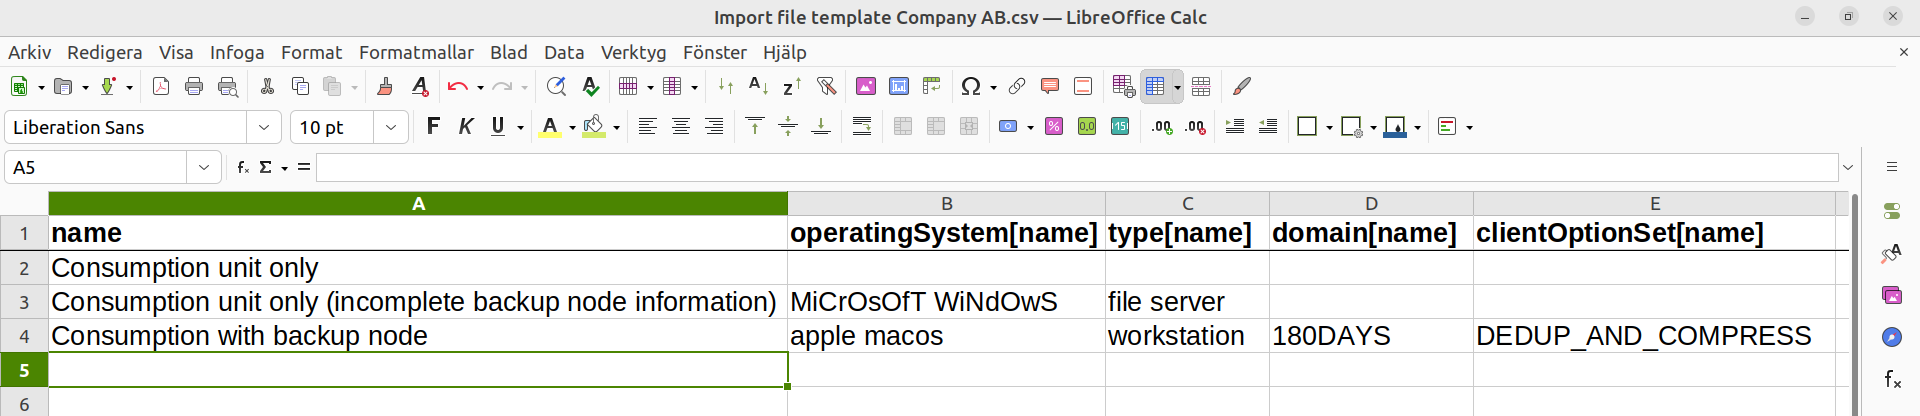 Import file template Company AB.csv — LibreOffice Calc
Arkiv Redigera Visa Infoga Format Formatmallar Blad Data Verktyg Fönster Hjälp
Liberation Sans 10 pt F K U
A5
A B C D E
1 name operatingSystem[name] type[name] domain[name] clientOptionSet[name]
2 Consumption unit only
3 Consumption unit only (incomplete backup node information) MiCrOsOfT WiNdOwS file server
4 Consumption with backup node apple macos workstation 180DAYS DEDUP_AND_COMPRESS
5
6